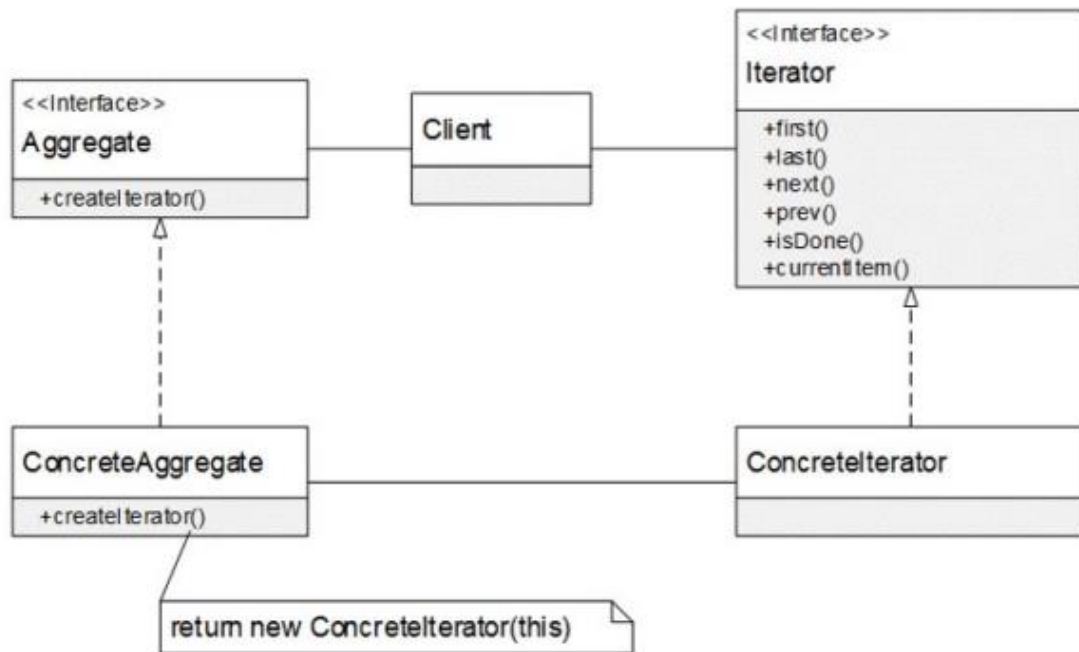 <<Interface>>
Aggregate
+createIterator()
Client
<<Interface>>
Iterator
+first()
+last()
+next()
+prev()
+isDone()
+currentItem()
ConcreteAggregate
+createIterator()
ConcreteIterator
return new ConcreteIterator(this)